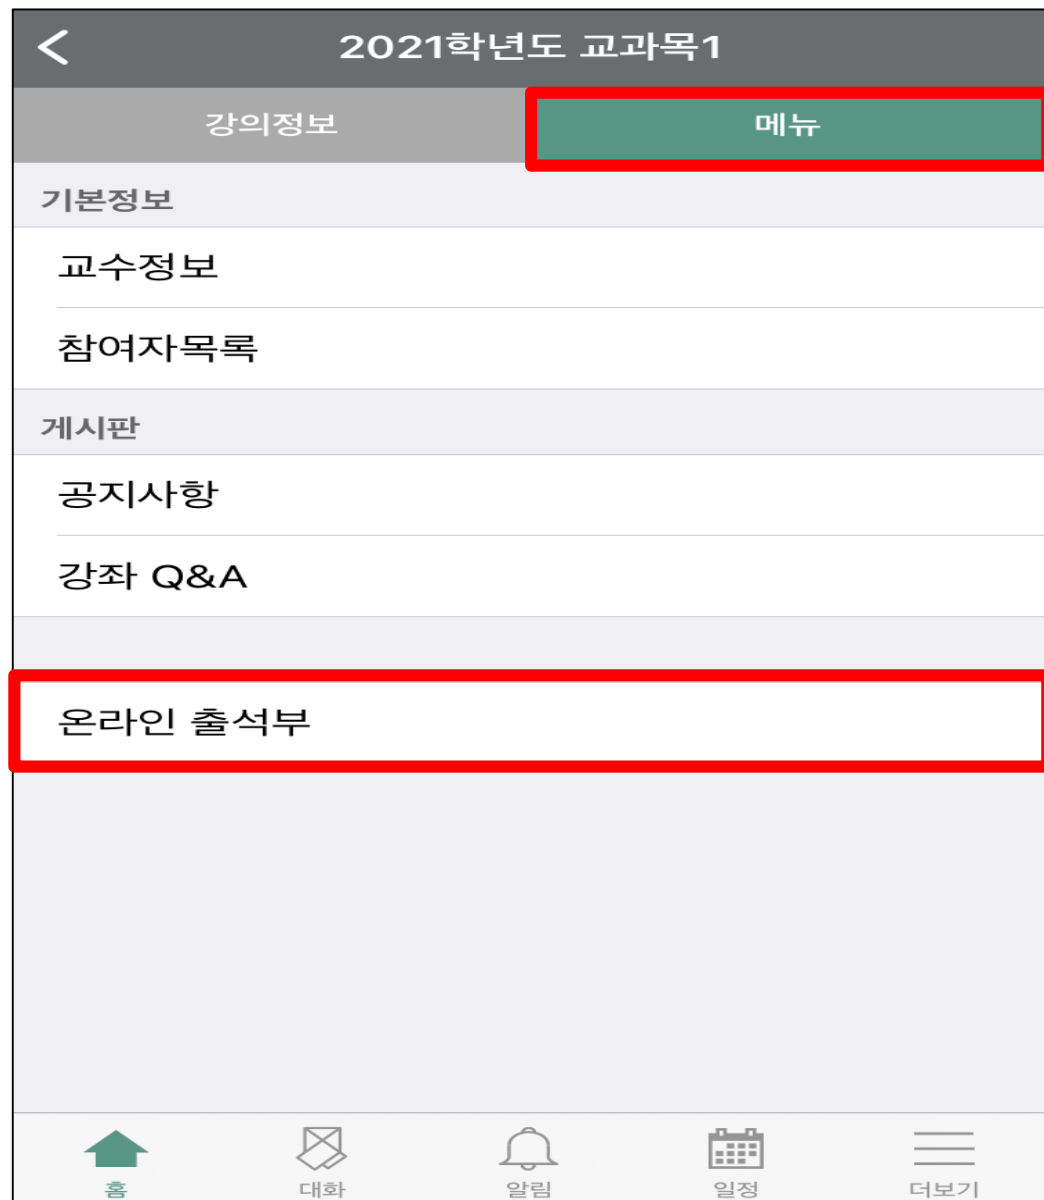 2021학년도 교과목1
강의정보 메뉴
기본정보
교수정보
참여자목록
게시판
공지사항
강좌 Q&A
온라인 출석부
홈 대화 알림 일정 더보기